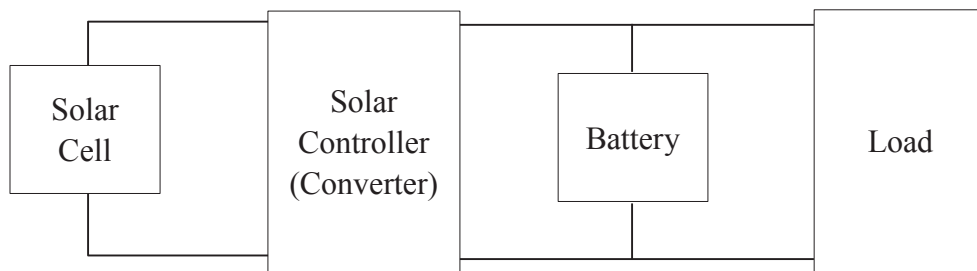 Solar
Cell
Solar
Controller
(Converter)
Battery
Load